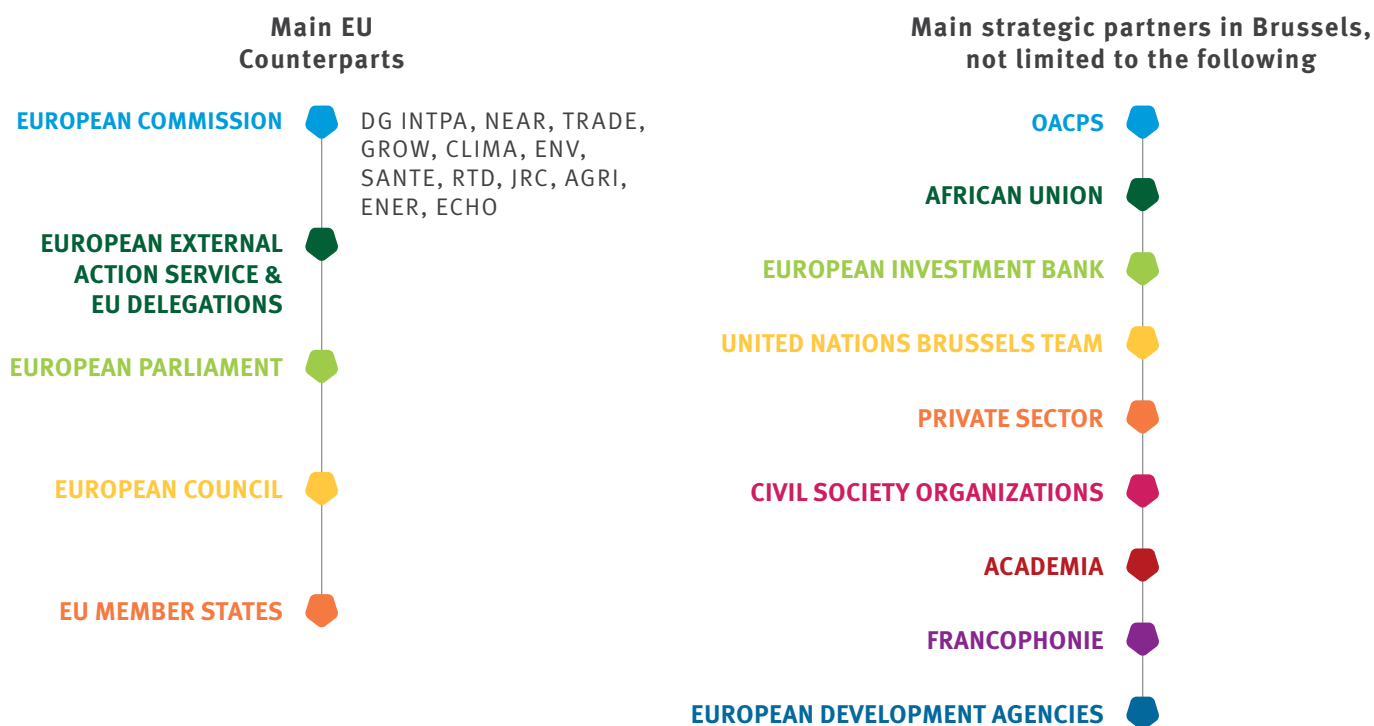 Main EU
Counterparts
EUROPEAN COMMISSION
DG INTPA, NEAR, TRADE,
GROW, CLIMA, ENV,
SANTE, RTD, JRC, AGRI,
ENER, ECHO
EUROPEAN EXTERNAL
ACTION SERVICE &
EU DELEGATIONS
EUROPEAN PARLIAMENT
EUROPEAN COUNCIL
EU MEMBER STATES
Main strategic partners in Brussels,
not limited to the following
OACPS
AFRICAN UNION
EUROPEAN INVESTMENT BANK
UNITED NATIONS BRUSSELS TEAM
PRIVATE SECTOR
CIVIL SOCIETY ORGANIZATIONS
ACADEMIA
FRANCOPHONIE
EUROPEAN DEVELOPMENT AGENCIES